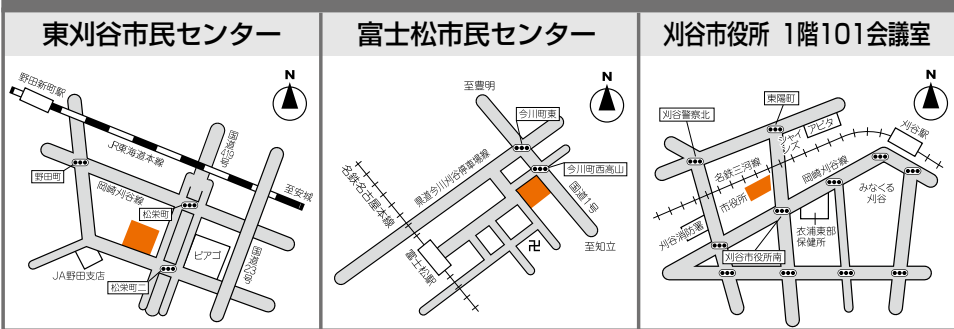 東刈谷市民センター
富士松市民センター
刈谷市役所 1階101会議室
N
野田新町駅
JR東海道本線
国道419号
至安城
野田町
岡崎刈谷線
松栄町
ピアゴ
国道23号
JA野田支店
松栄町二
N
至豊明
今川町東
県道今川刈谷停車場線
名鉄名古屋本線
今川町西高山
国道1号
富士松駅
卍
至知立
N
東陽町
刈谷警察北
シャインズ
アピタ
刈谷駅
名鉄三河線
岡崎刈谷線
市役所
みなくる
刈谷
刈谷消防署
衣浦東部
保健所
刈谷市役所南